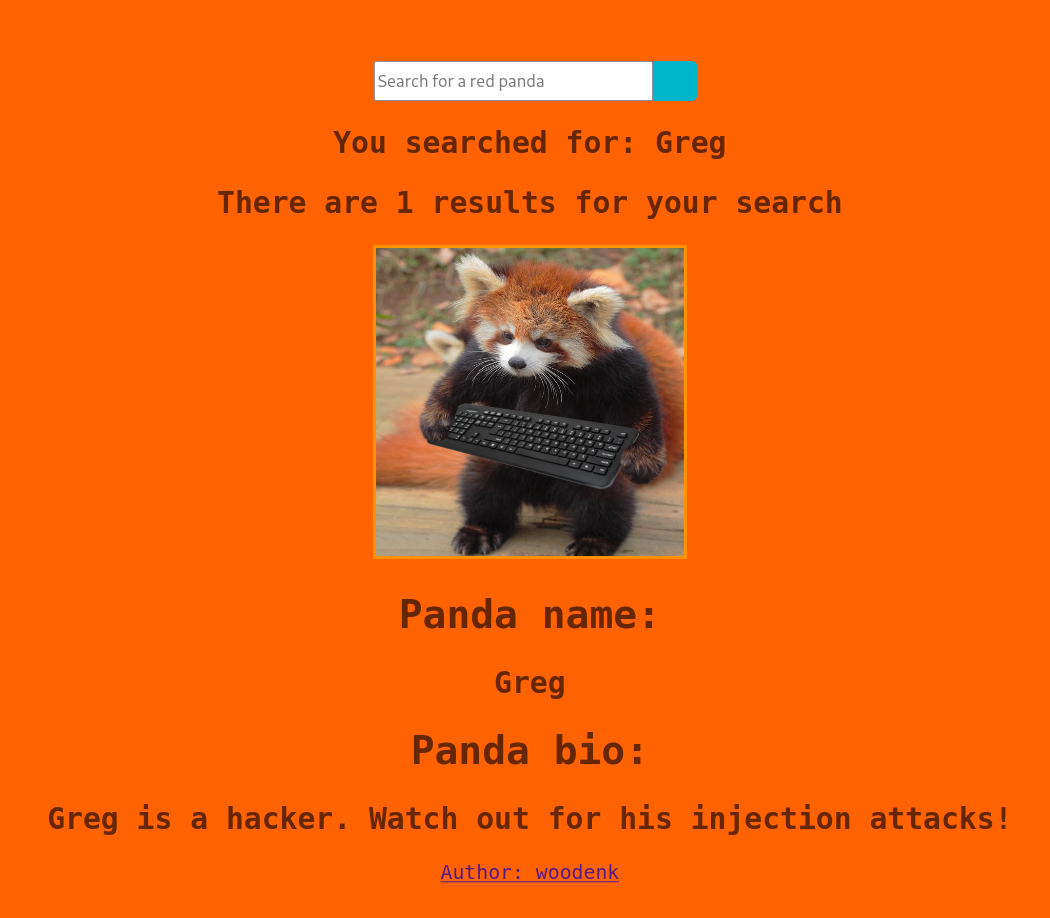 Search for a red panda
You searched for: Greg
There are 1 results for your search
Panda name:
Greg
Panda bio:
Greg is a hacker. Watch out for his injection attacks!
Author: woodenk